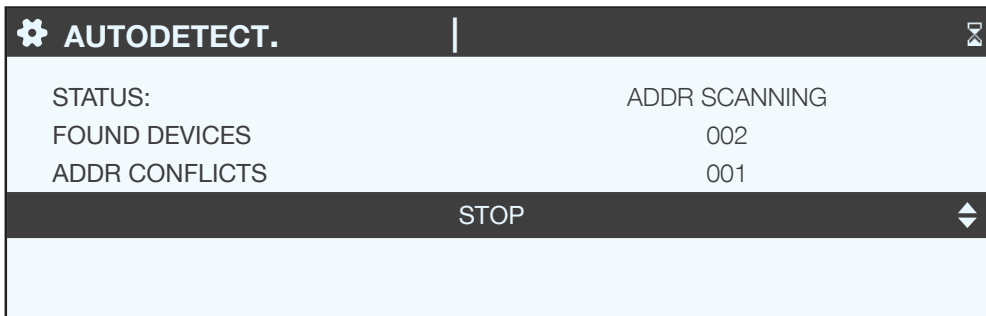 AUTODETECT.
STATUS: ADDR SCANNING
FOUND DEVICES 002
ADDR CONFLICTS 001
STOP